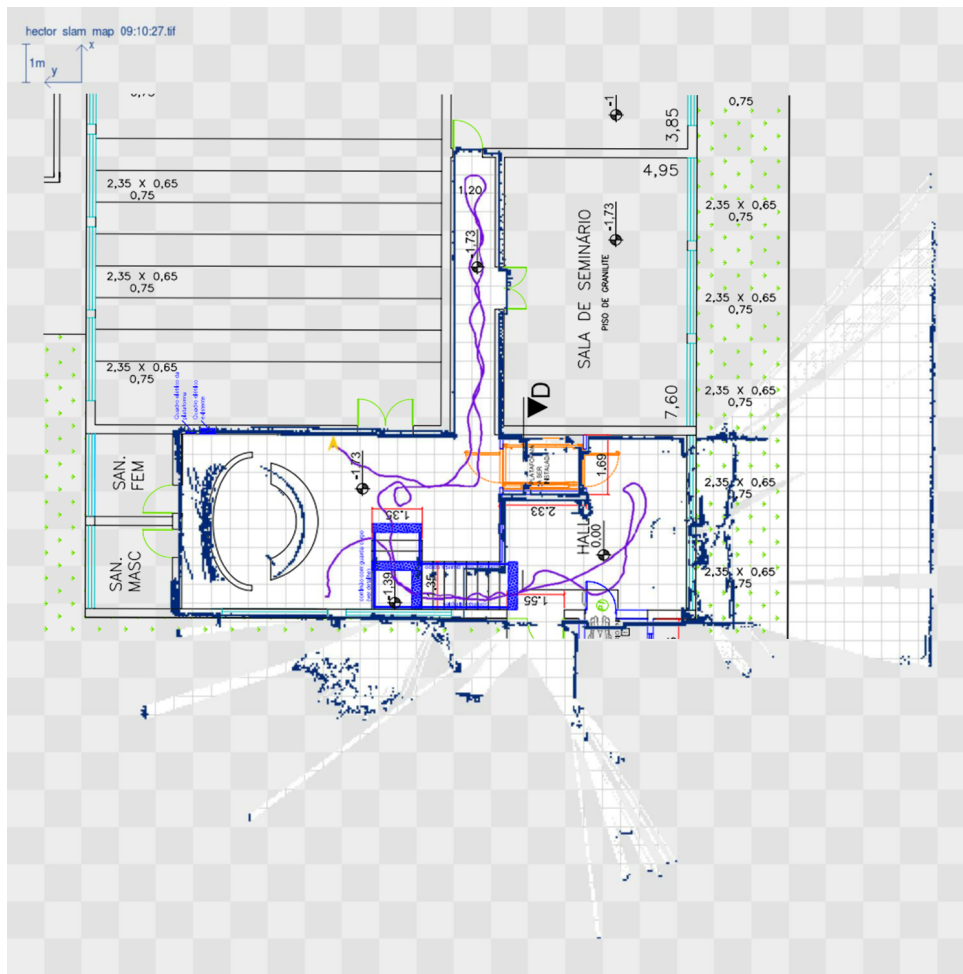 hector slam map 09:10:27.tif
x
1m
y
0,75
0,75
-1
3,85
4,95
2,35 X 0,65
0,75
1,20
-1.73
SALA DE SEMINÁRIO
PISO DE GRANILITE
-1.73
2,35 X 0,65
0,75
2,35 X 0,65
0,75
2,35 X 0,65
0,75
2,35 X 0,65
0,75
2,35 X 0,65
0,75
D
7,60
SAN.
FEM
-1.73
1.69
2,35 X 0,65
0,75
1.35
2.33
HALL
0.00
SAN.
MASC
1.39
1.35
1.55
2,35 X 0,65
0,75